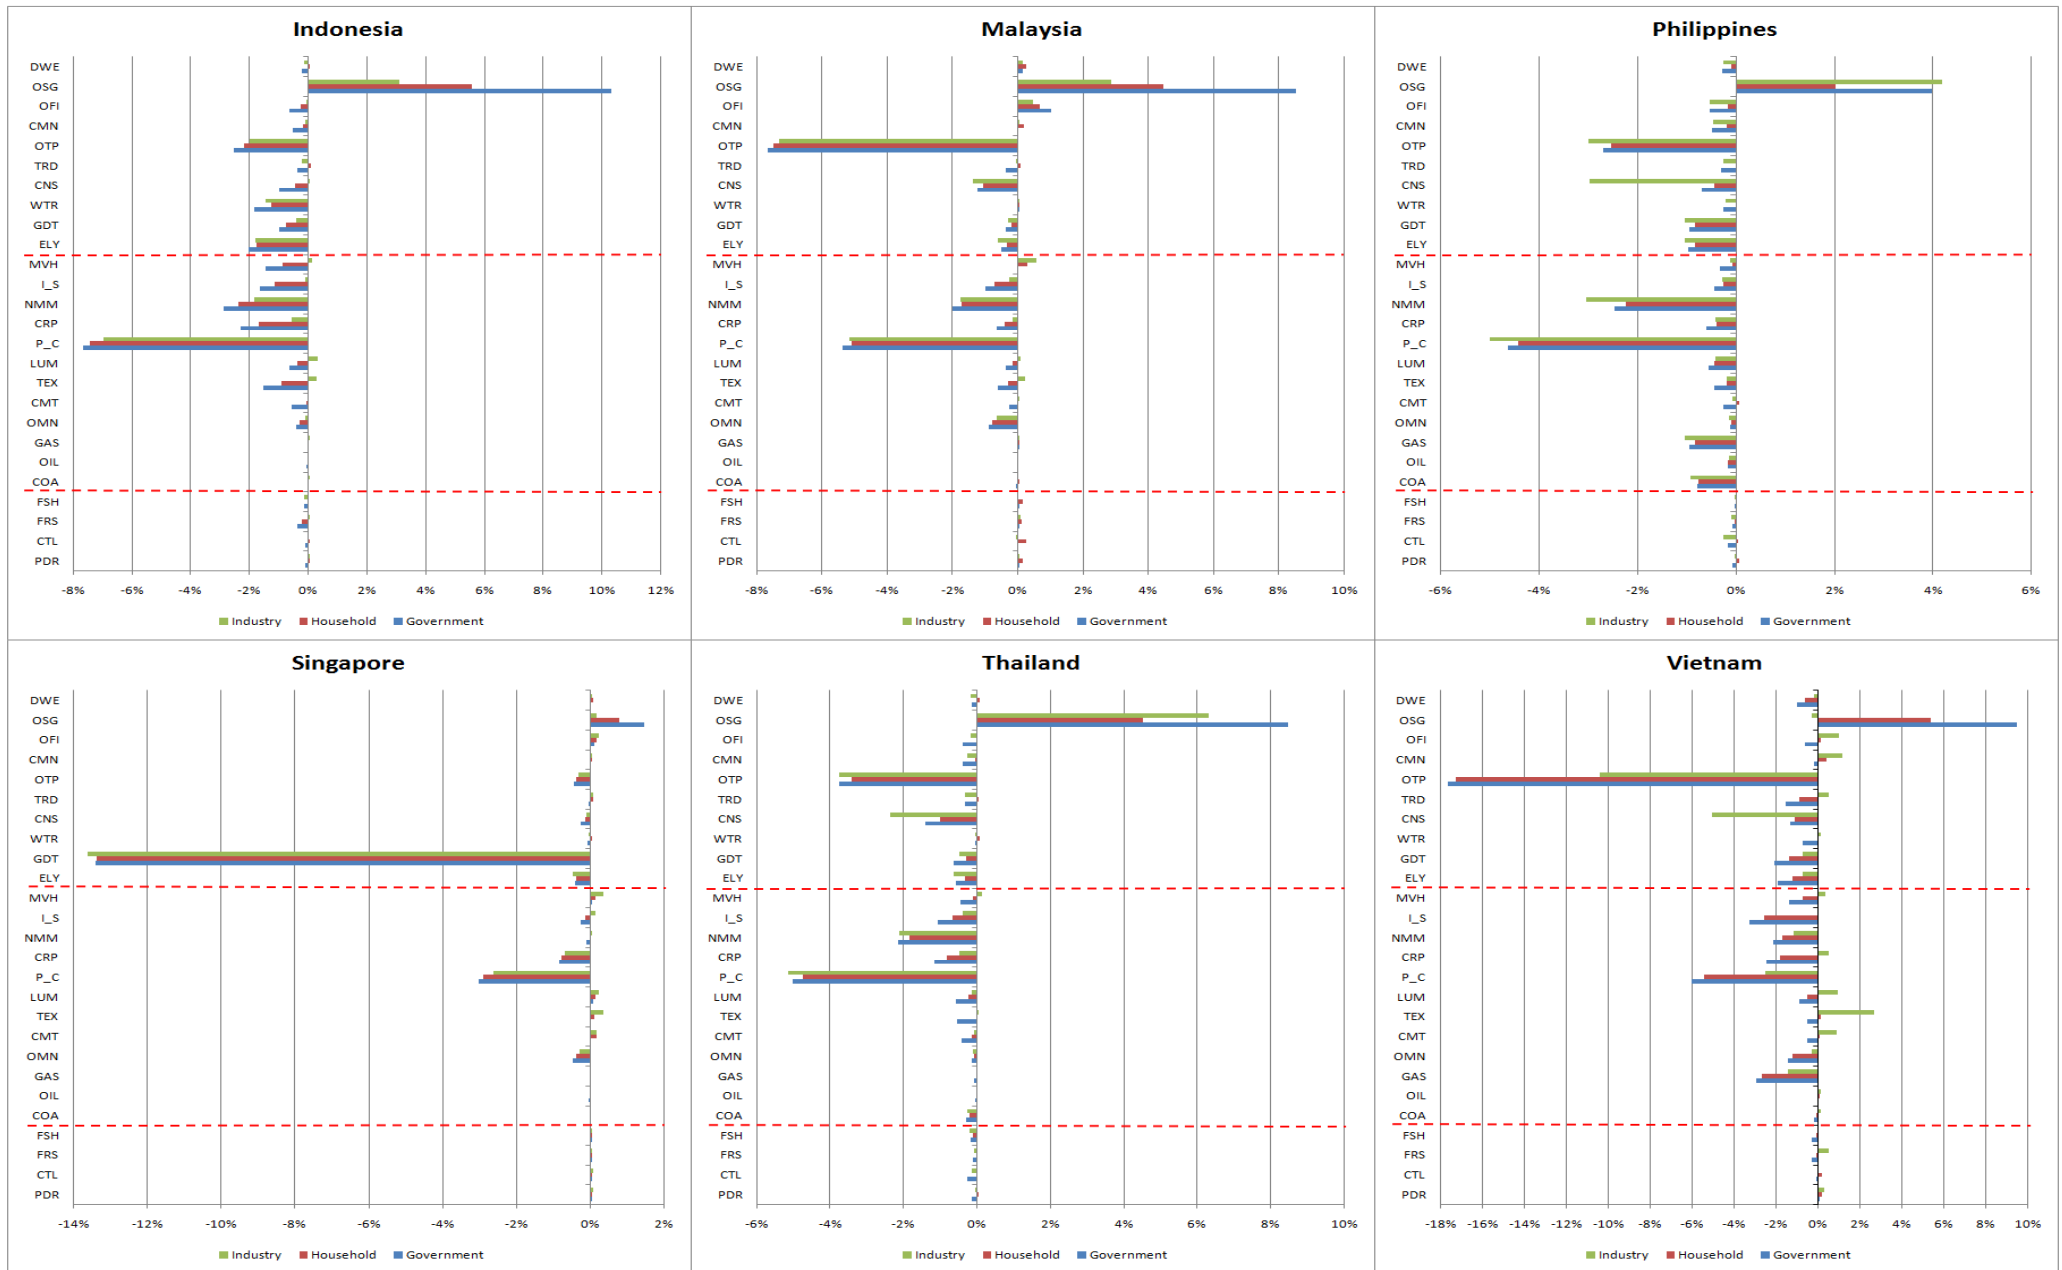 Indonesia
DWE
OSG
OFI
CMN
OTP
TRD
CNS
WTR
GDT
ELY
MVH
I_S
NMM
CRP
P_C
LUM
TEX
CMT
OMN
GAS
OIL
COA
FSH
FRS
CTL
PDR
-8% -6% -4% -2% 0% 2% 4% 6% 8% 10% 12%
Industry Household Government
Malaysia
DWE
OSG
OFI
CMN
OTP
TRD
CNS
WTR
GDT
ELY
MVH
I_S
NMM
CRP
P_C
LUM
TEX
CMT
OMN
GAS
OIL
COA
FSH
FRS
CTL
PDR
-8% -6% -4% -2% 0% 2% 4% 6% 8% 10%
Industry Household Government
Philippines
DWE
OSG
OFI
CMN
OTP
TRD
CNS
WTR
GDT
ELY
MVH
I_S
NMM
CRP
P_C
LUM
TEX
CMT
OMN
GAS
OIL
COA
FSH
FRS
CTL
PDR
-6% -4% -2% 0% 2% 4% 6%
Industry Household Government
Singapore
DWE
OSG
OFI
CMN
OTP
TRD
CNS
WTR
GDT
ELY
MVH
I_S
NMM
CRP
P_C
LUM
TEX
CMT
OMN
GAS
OIL
COA
FSH
FRS
CTL
PDR
-14% -12% -10% -8% -6% -4% -2% 0% 2%
Industry Household Government
Thailand
DWE
OSG
OFI
CMN
OTP
TRD
CNS
WTR
GDT
ELY
MVH
I_S
NMM
CRP
P_C
LUM
TEX
CMT
OMN
GAS
OIL
COA
FSH
FRS
CTL
PDR
-6% -4% -2% 0% 2% 4% 6% 8% 10%
Industry Household Government
Vietnam
DWE
OSG
OFI
CMN
OTP
TRD
CNS
WTR
GDT
ELY
MVH
I_S
NMM
CRP
P_C
LUM
TEX
CMT
OMN
GAS
OIL
COA
FSH
FRS
CTL
PDR
-18% -16% -14% -12% -10% -8% -6% -4% -2% 0% 2% 4% 6% 8% 10%
Industry Household Government